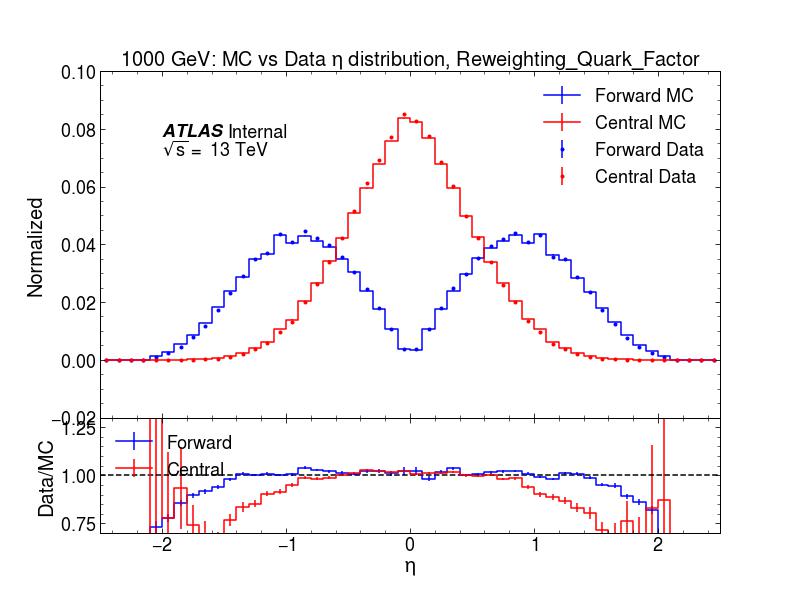 1000 GeV: MC vs Data η distribution, Reweighting_Quark_Factor
0.10
0.08
0.06
0.04
0.02
0.00
−0.02
Normalized
ATLAS Internal
√s = 13 TeV
Forward MC
Central MC
Forward Data
Central Data
1.25
1.00
0.75
Data/MC
Forward
Central
−2 −1 0 1 2
η